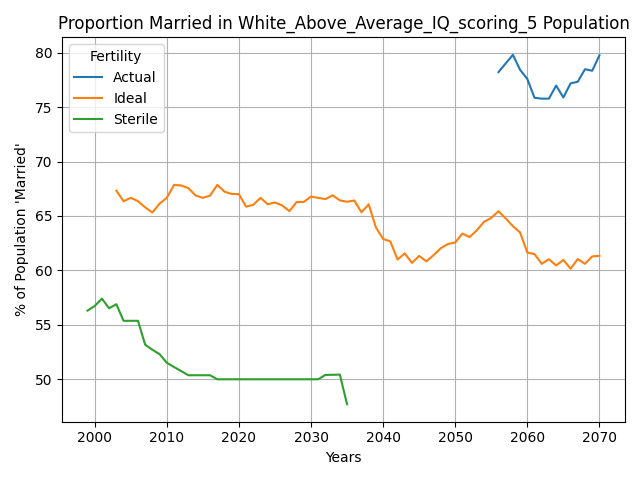 Proportion Married in White_Above_Average_IQ_scoring_5 Population
% of Population 'Married'
80
75
70
65
60
55
50
Fertility
Actual
Ideal
Sterile
2000 2010 2020 2030 2040 2050 2060 2070
Years